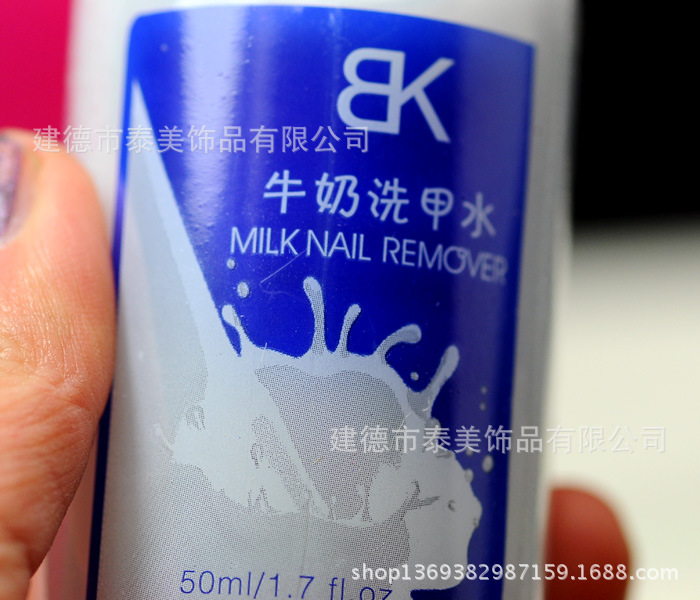 BK
建德市泰美饰品有限公司
牛奶洗甲水
MILK NAIL REMOVER
建德市泰美饰品有限公司
shop1369382987159.1688.com
50ml/1.7 fl.oz